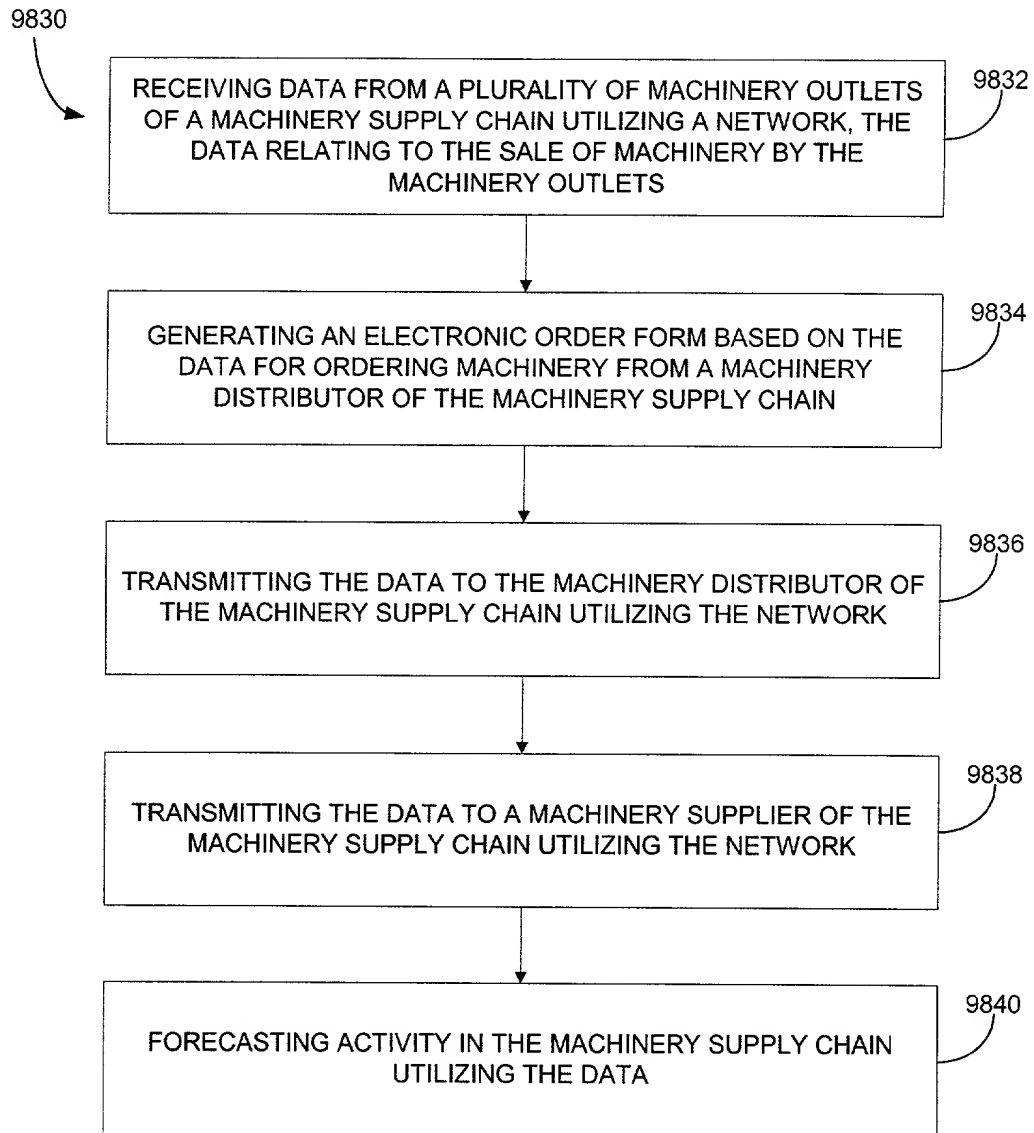 9830
RECEIVING DATA FROM A PLURALITY OF MACHINERY OUTLETS
OF A MACHINERY SUPPLY CHAIN UTILIZING A NETWORK, THE
DATA RELATING TO THE SALE OF MACHINERY BY THE
MACHINERY OUTLETS
9832
GENERATING AN ELECTRONIC ORDER FORM BASED ON THE
DATA FOR ORDERING MACHINERY FROM A MACHINERY
DISTRIBUTOR OF THE MACHINERY SUPPLY CHAIN
9834
TRANSMITTING THE DATA TO THE MACHINERY DISTRIBUTOR OF
THE MACHINERY SUPPLY CHAIN UTILIZING THE NETWORK
9836
TRANSMITTING THE DATA TO A MACHINERY SUPPLIER OF THE
MACHINERY SUPPLY CHAIN UTILIZING THE NETWORK
9838
FORECASTING ACTIVITY IN THE MACHINERY SUPPLY CHAIN
UTILIZING THE DATA
9840